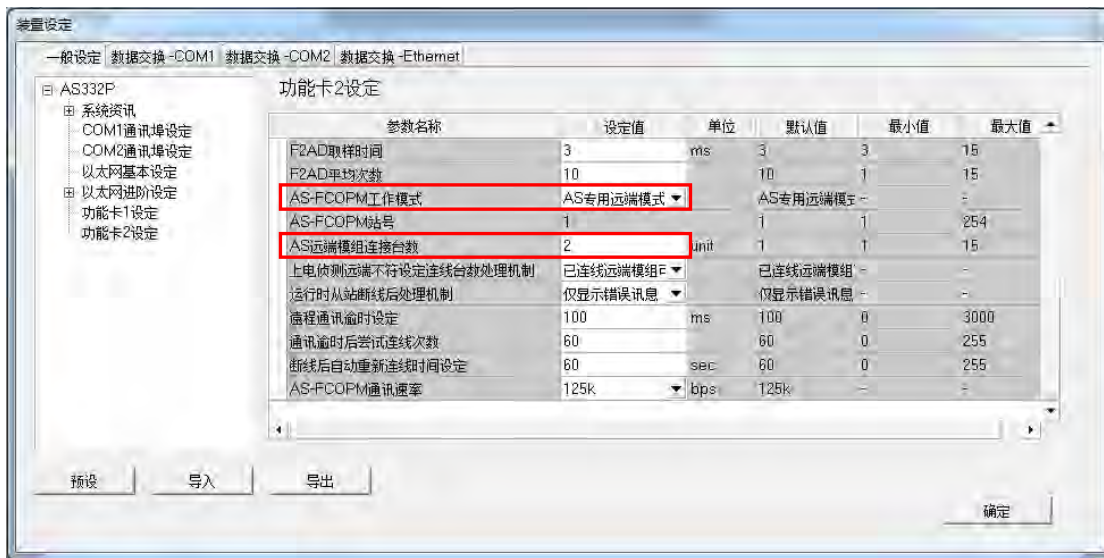 装置设定
一般设定 数据交换-COM1 数据交换-COM2 数据交换-Ethernet
AS332P
系统资讯
COM1通讯埠设定
COM2通讯埠设定
以太网基本设定
以太网进阶设定
功能卡1设定
功能卡2设定
功能卡2设定
参数名称 设定值 单位 默认值 最小值 最大值
F2AD取样时间 3 ms 3 3 15
F2AD平均次数 10 10 1 15
AS-FCOPM工作模式 AS专用远端模式 AS专用远端模式 - -
AS-FCOPM站号 1 1 1 254
AS远端模组连接台数 2 unit 1 1 15
上电侦测远端不符设定连线台数处理机制 已连线远端模组 已连线远端模组 - -
运行时从站断线后处理机制 仅显示错误讯息 仅显示错误讯息 - -
远程通讯逾时设定 100 ms 100 0 3000
通讯逾时后尝试连线次数 60 60 0 255
断线后自动重新连线时间设定 60 sec 60 0 255
AS-FCOPM通讯速率 125k bps 125k - -
预设 导入 导出
确定